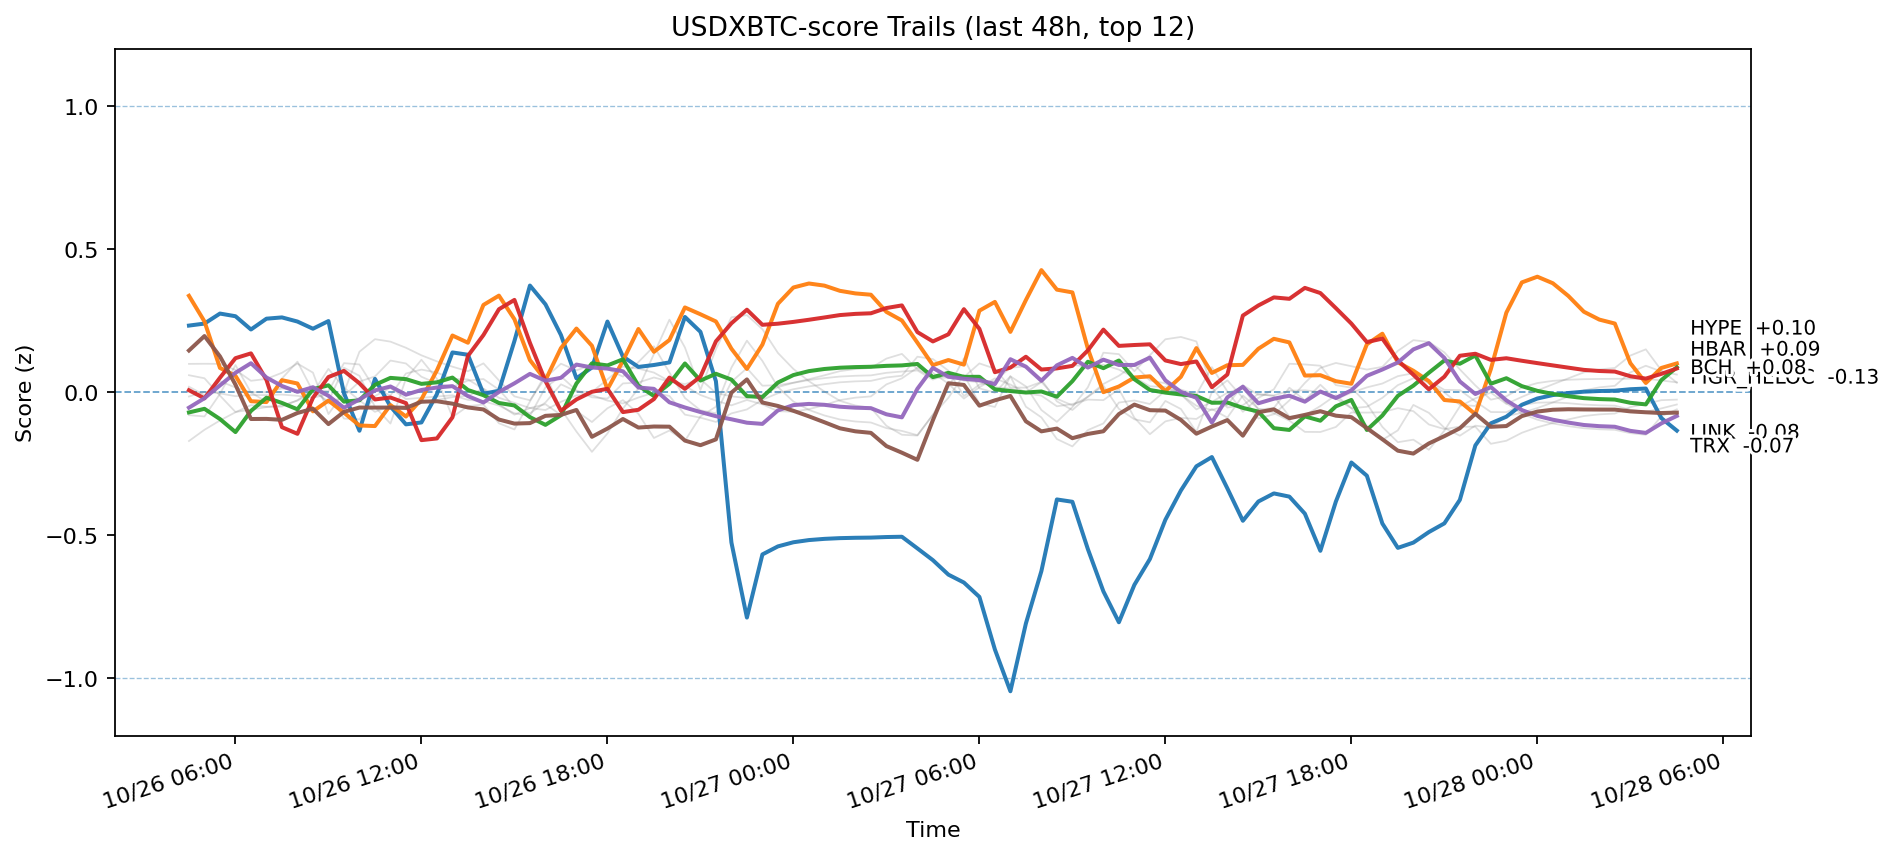 USDXBTC-score Trails (last 48h, top 12)
Score (z)
1.0
0.5
0.0
−0.5
−1.0
HYPE +0.10
HBAR +0.09
BCH +0.08
-0.13
LINK -0.08
TRX -0.07
10/26 06:00
10/26 12:00
10/26 18:00
10/27 00:00
10/27 06:00
10/27 12:00
10/27 18:00
10/28 00:00
10/28 06:00
Time